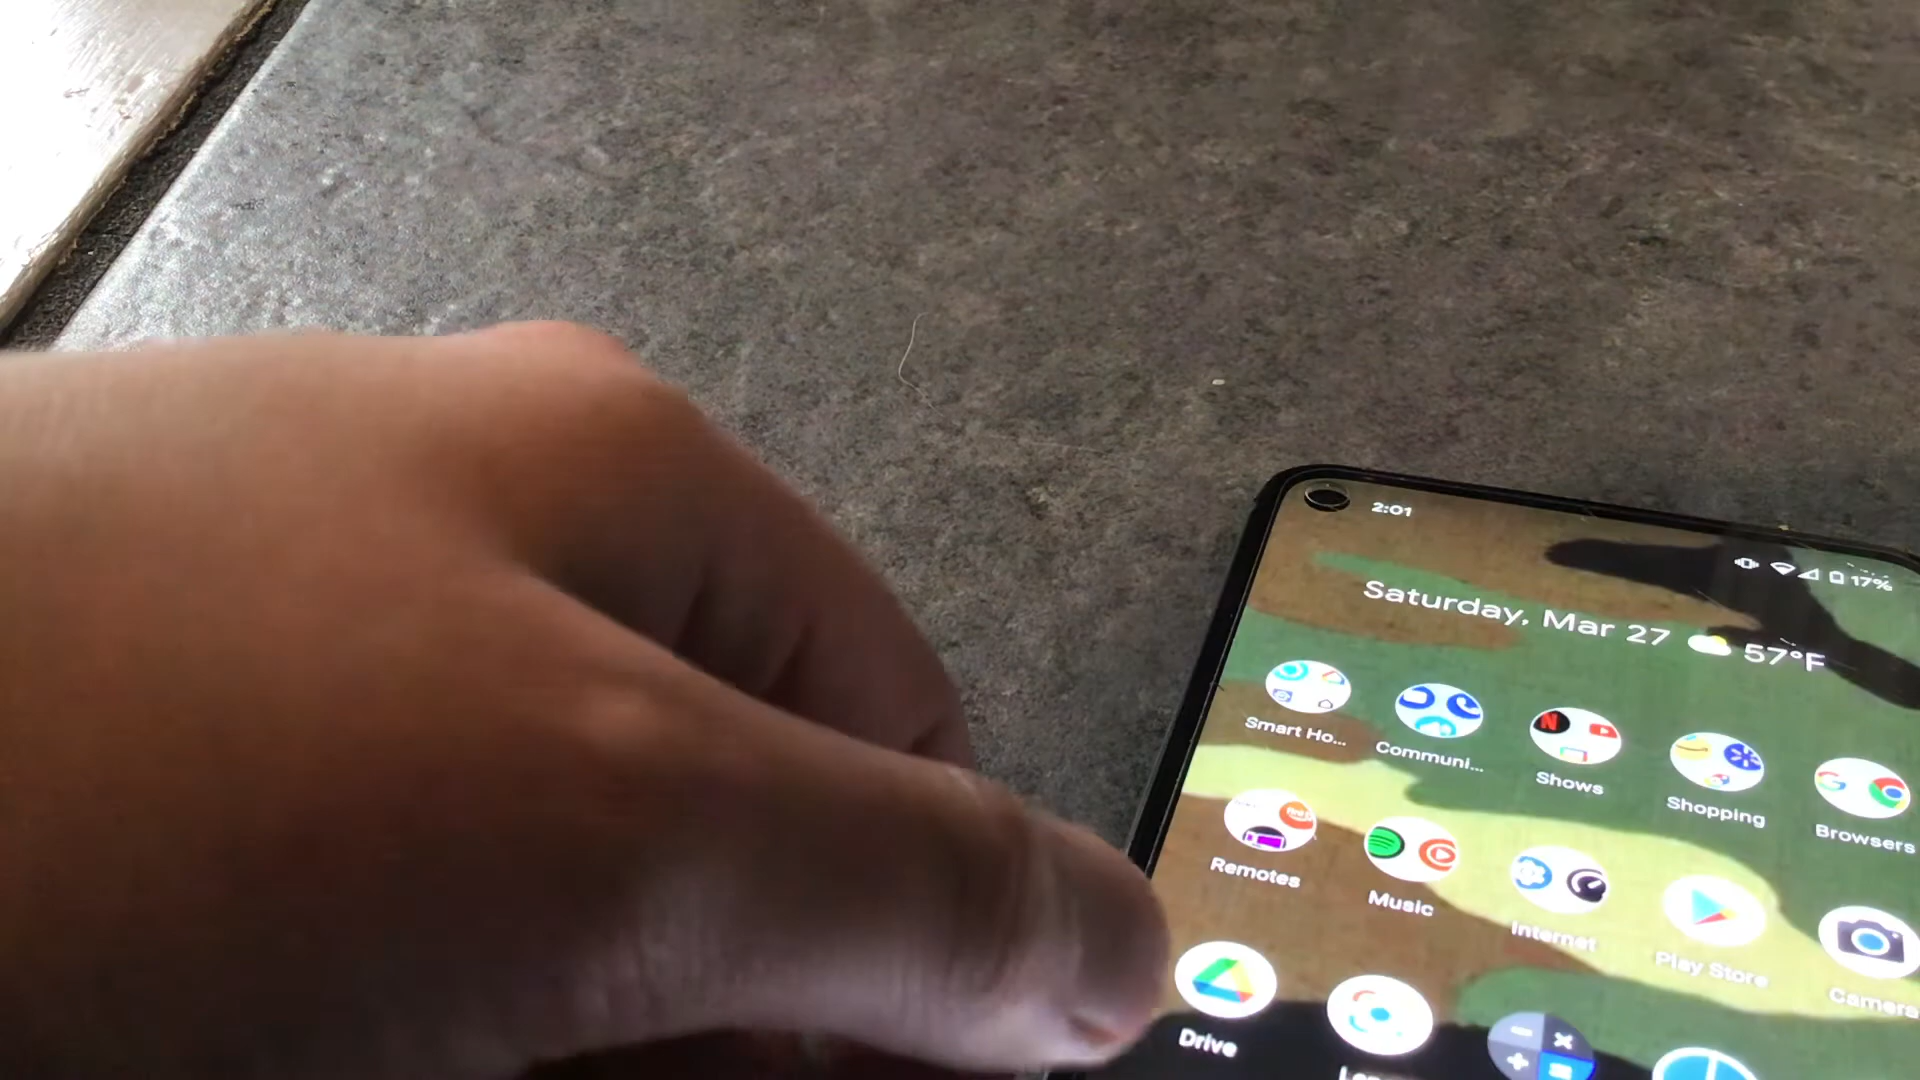 2:01
17%
Saturday, Mar 27 57°F
Smart Ho...
Communi...
Shows
Shopping
Browsers
Remotes
Music
Internet
Play Store
Camera
Drive